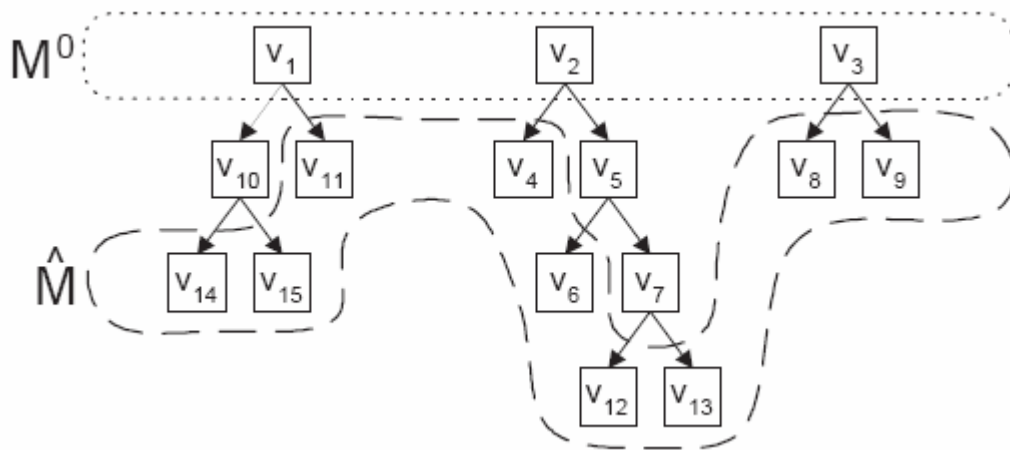 M⁰ v₁ v₂ v₃
v₁₀ v₁₁ v₄ v₅ v₈ v₉
M̂ v₁₄ v₁₅ v₆ v₇
v₁₂ v₁₃